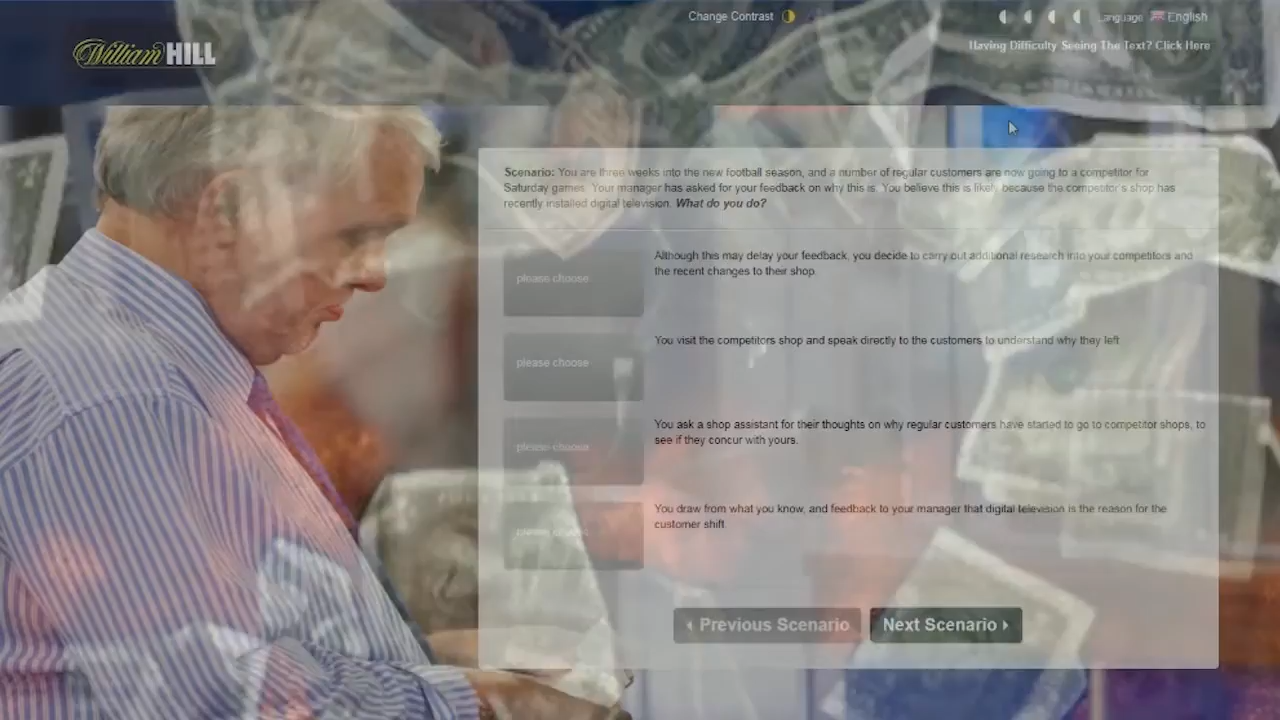 Change Contrast
Language English
William HILL
Having Difficulty Seeing The Text? Click Here
Scenario: You are three weeks into the new football season, and a number of regular customers are now going to a competitor for
Saturday games. Your manager has asked for your feedback on why this is. You believe this is likely because the competitor's shop has
recently installed digital television. What do you do?
please choose
Although this may delay your feedback, you decide to carry out additional research into your competitors and
the recent changes to their shop.
please choose
You visit the competitors shop and speak directly to the customers to understand why they left
please choose
You ask a shop assistant for their thoughts on why regular customers have started to go to competitor shops, to
see if they concur with yours.
please choose
You draw from what you know, and feedback to your manager that digital television is the reason for the
customer shift.
Previous Scenario
Next Scenario